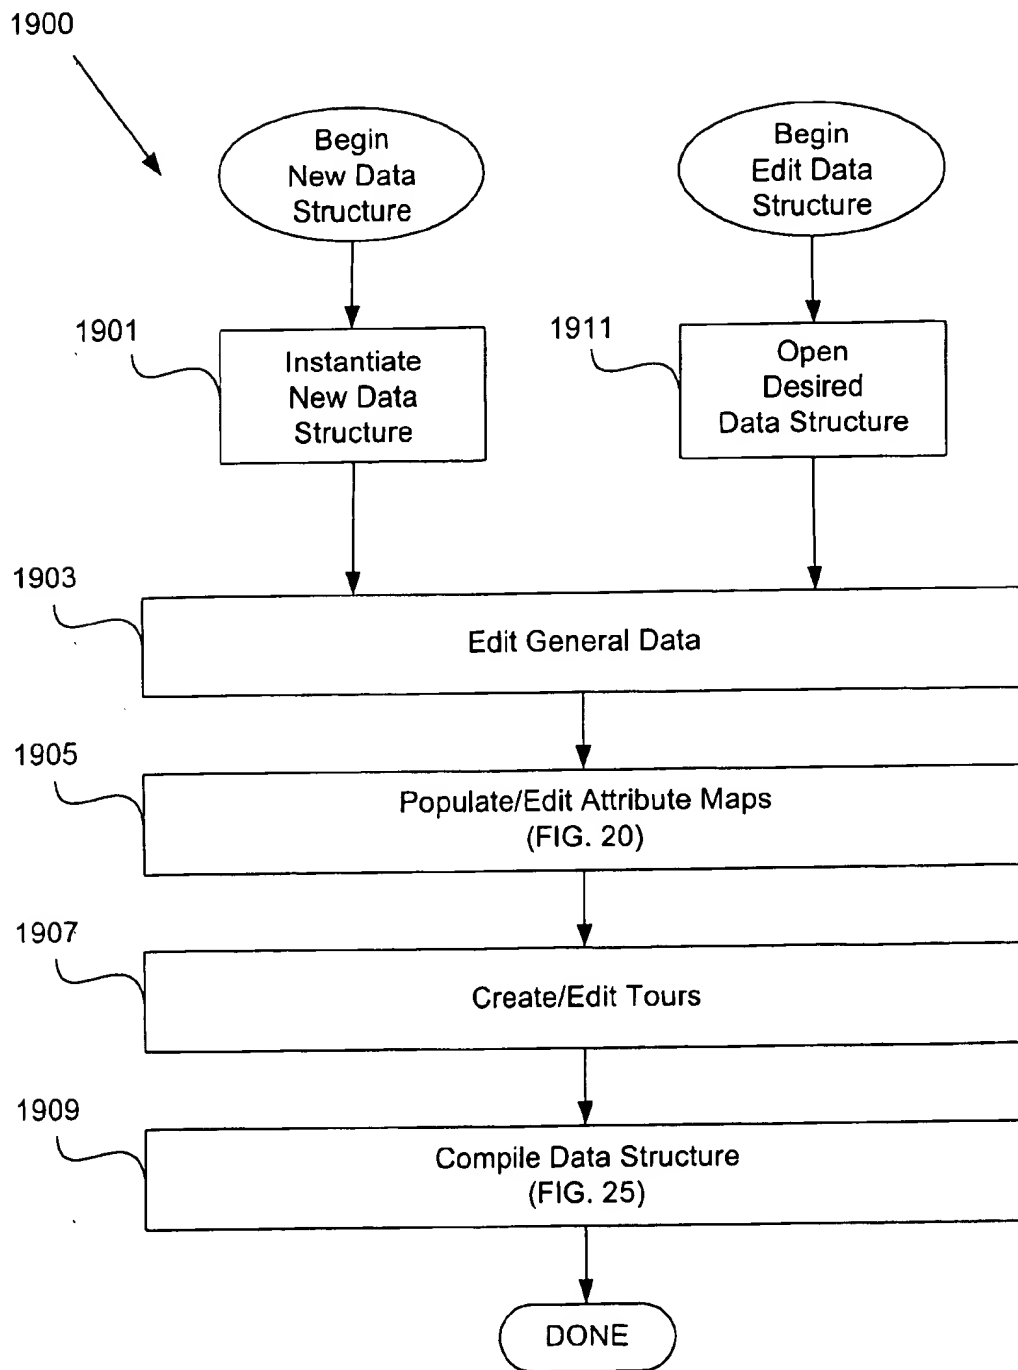 1900
Begin
New Data
Structure
Begin
Edit Data
Structure
1901
Instantiate
New Data
Structure
1911
Open
Desired
Data Structure
1903
Edit General Data
1905
Populate/Edit Attribute Maps
(FIG. 20)
1907
Create/Edit Tours
1909
Compile Data Structure
(FIG. 25)
DONE